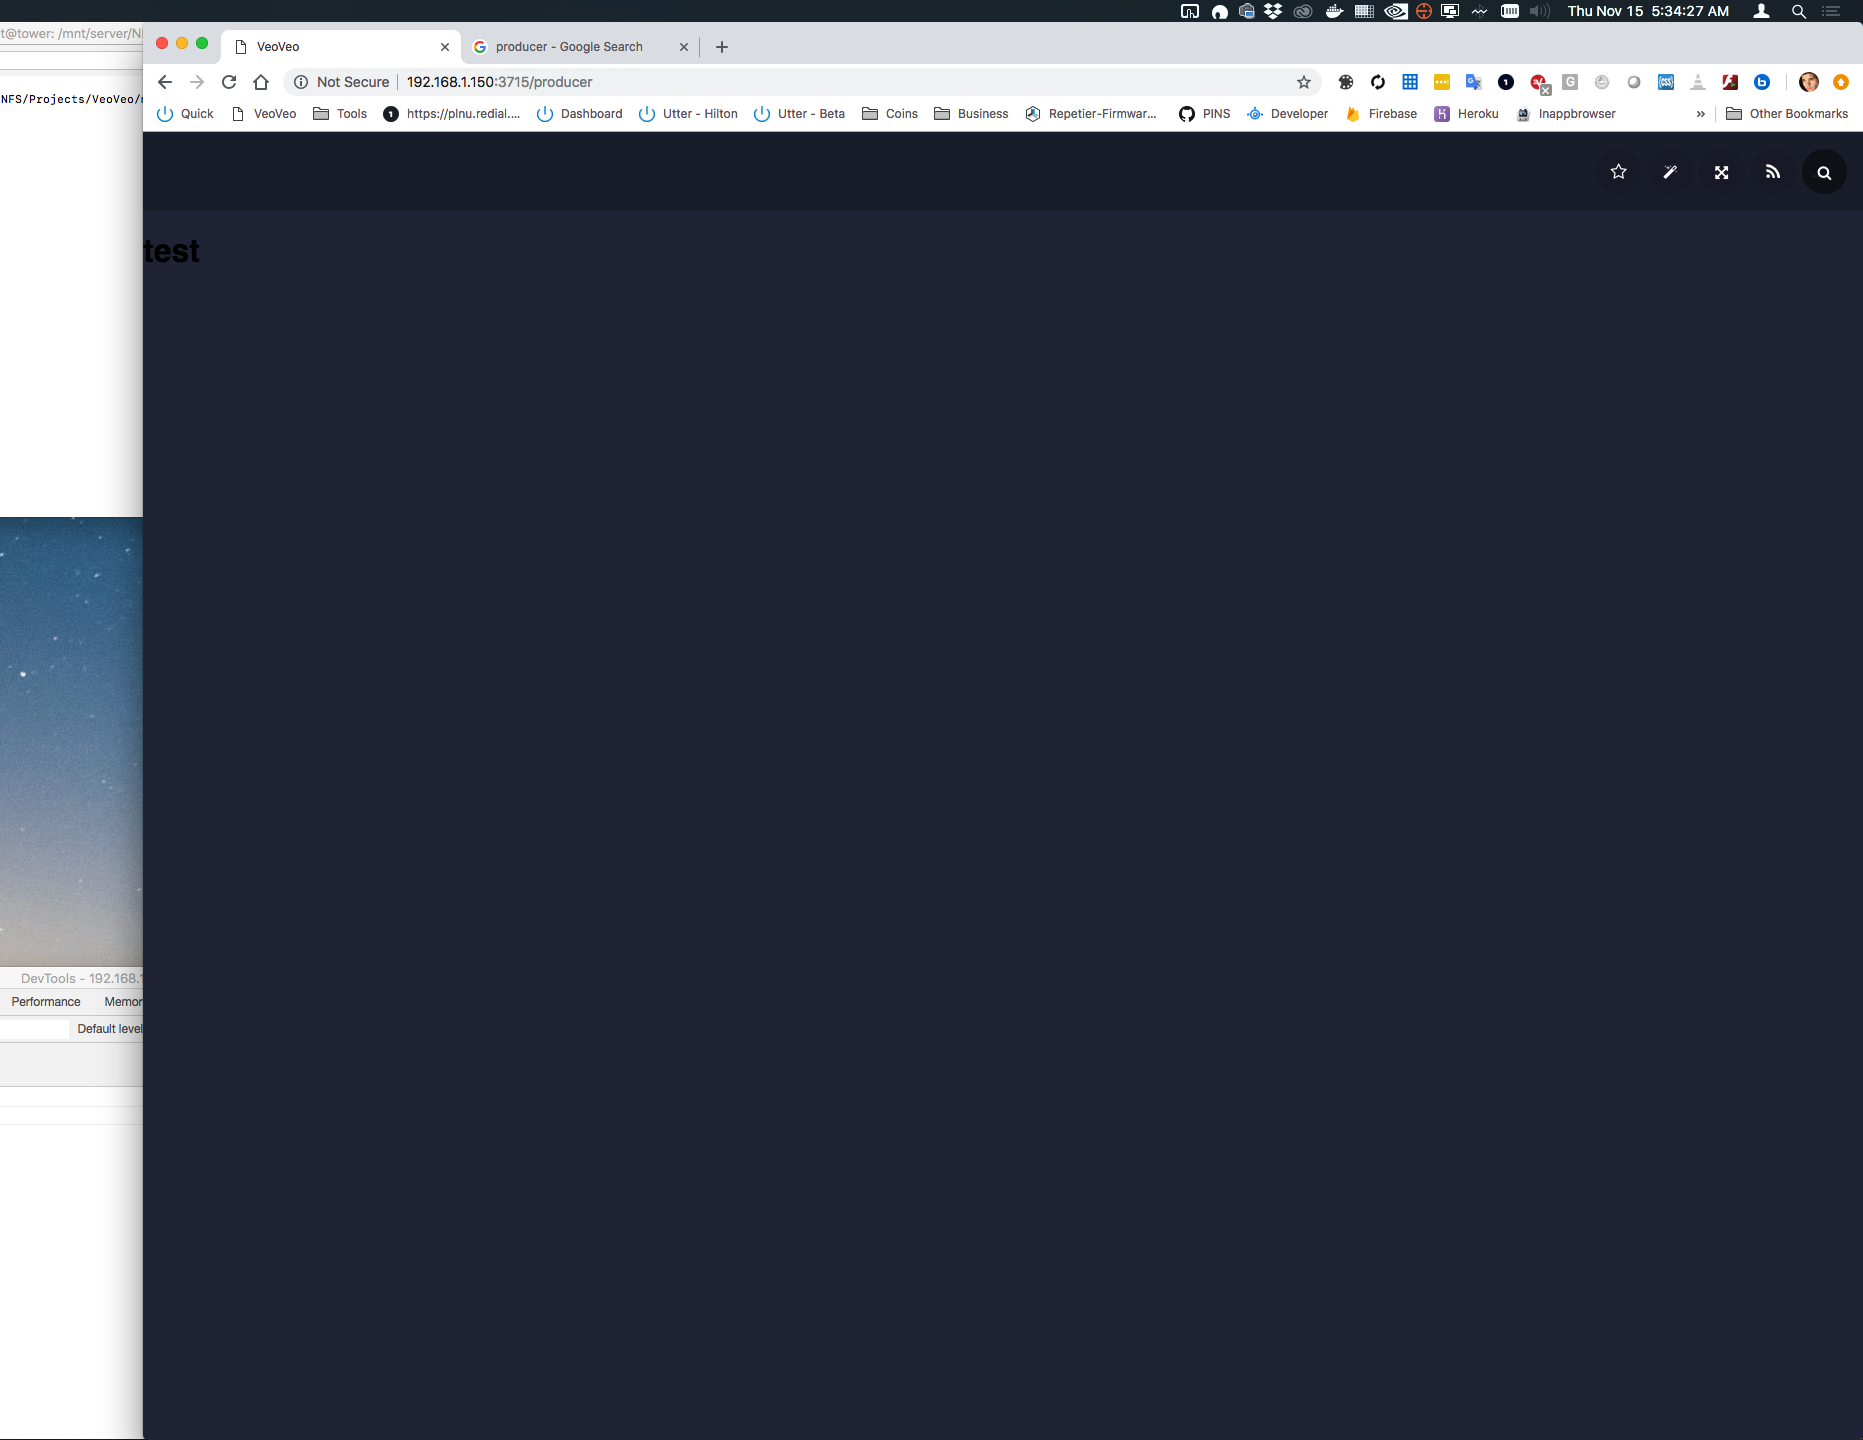 Thu Nov 15 5:34:27 AM
t@tower: /mnt/server/N
VeoVeo
producer - Google Search
Not Secure
192.168.1.150:3715/producer
NFS/Projects/VeoVeo/
Quick
VeoVeo
Tools
https://plnu.redial....
Dashboard
Utter - Hilton
Utter - Beta
Coins
Business
Repetier-Firmwar...
PINS
Developer
Firebase
Heroku
Inappbrowser
»
Other Bookmarks
test
DevTools - 192.168.1
Performance
Memor
Default level